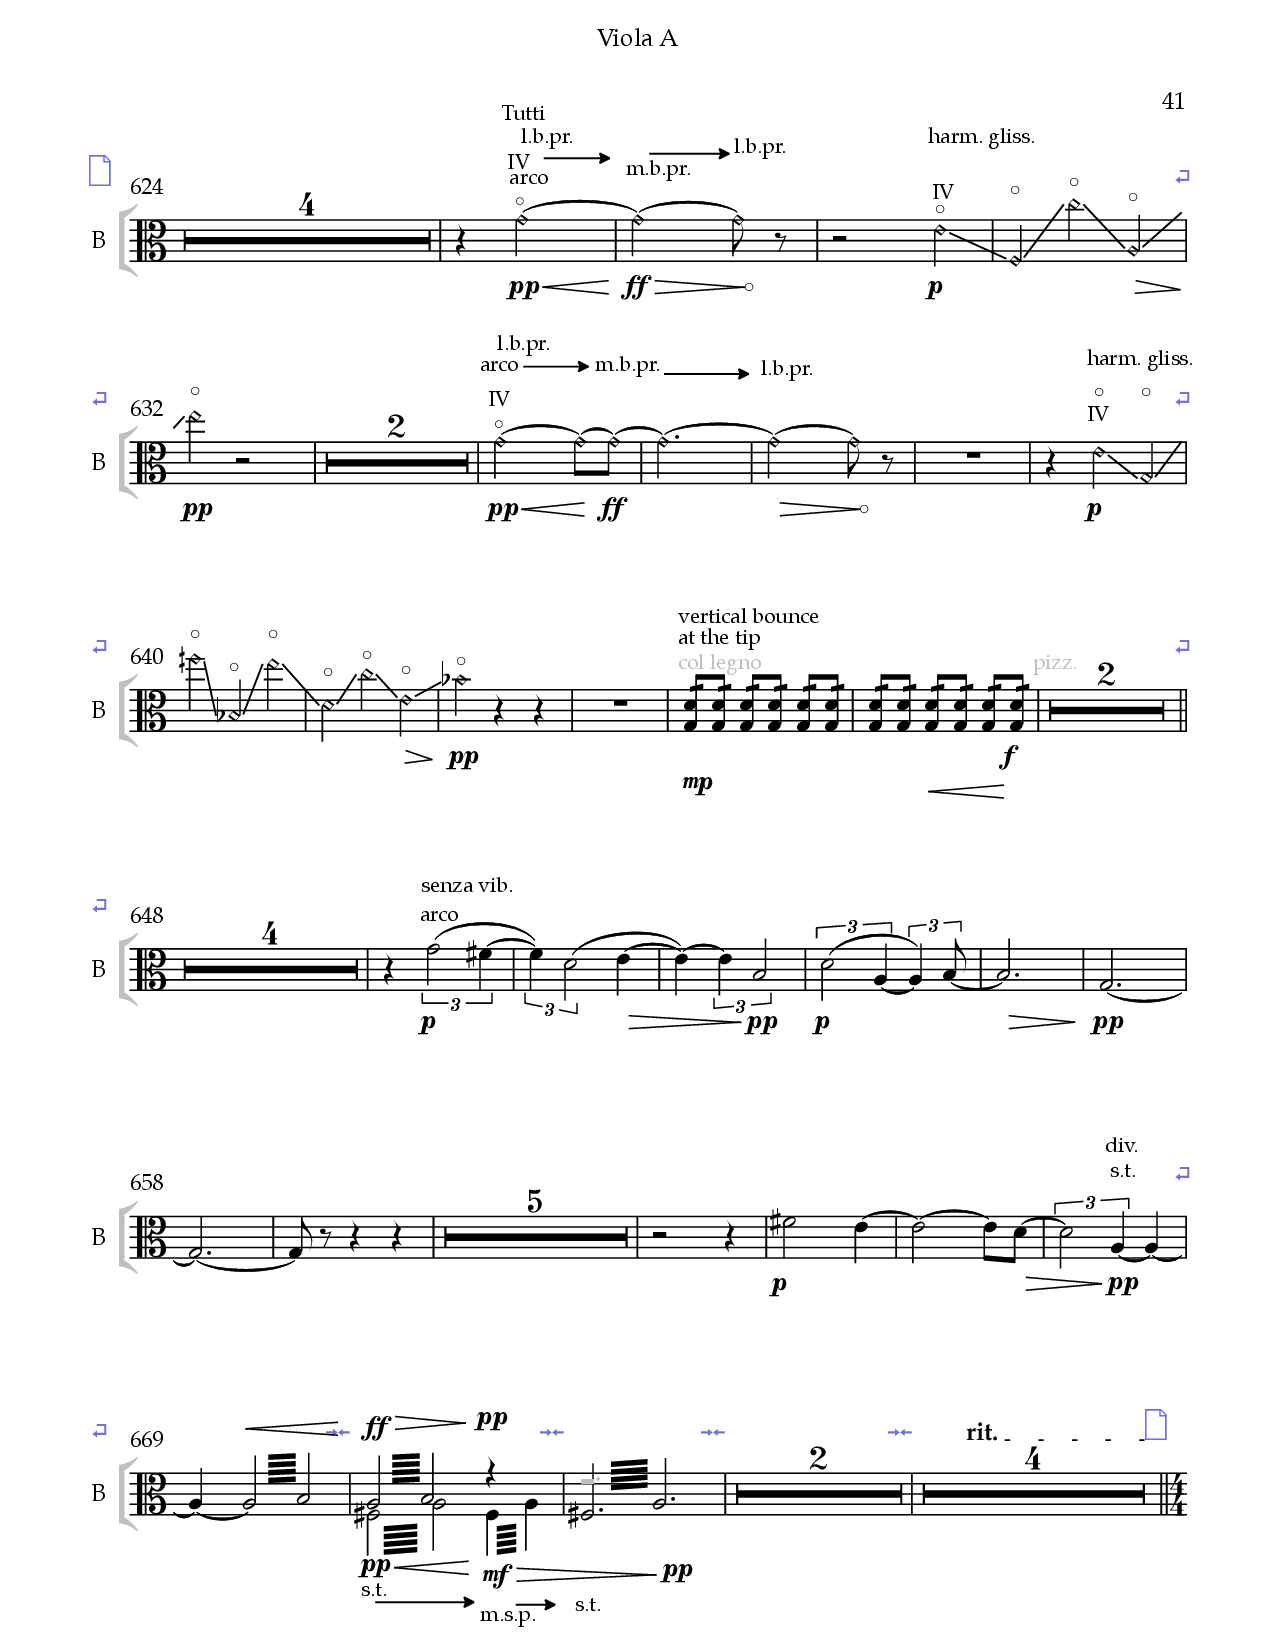 Viola A
41
Tutti
l.b.pr. l.b.pr. harm. gliss.
IV m.b.pr.
arco IV
624 4
B
pp ff p
l.b.pr. harm. gliss.
arco m.b.pr. l.b.pr.
IV IV
632 2
B
pp pp ff p
vertical bounce
at the tip
col legno pizz.
640 2
B
pp mp f
senza vib.
arco
648 4 3 3
B
3 3 3
p pp p pp
div.
s.t.
658 5 3
B
p pp
ff pp rit.
669 2 4
B 4
4
pp mf pp
s.t. m.s.p. s.t.